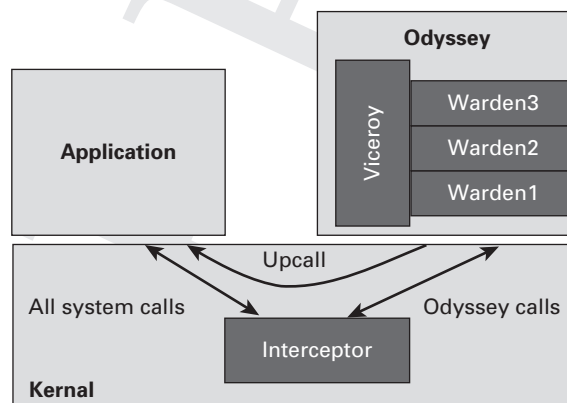 Odyssey
Application
Viceroy
Warden3
Warden2
Warden1
Upcall
All system calls
Odyssey calls
Interceptor
Kernal